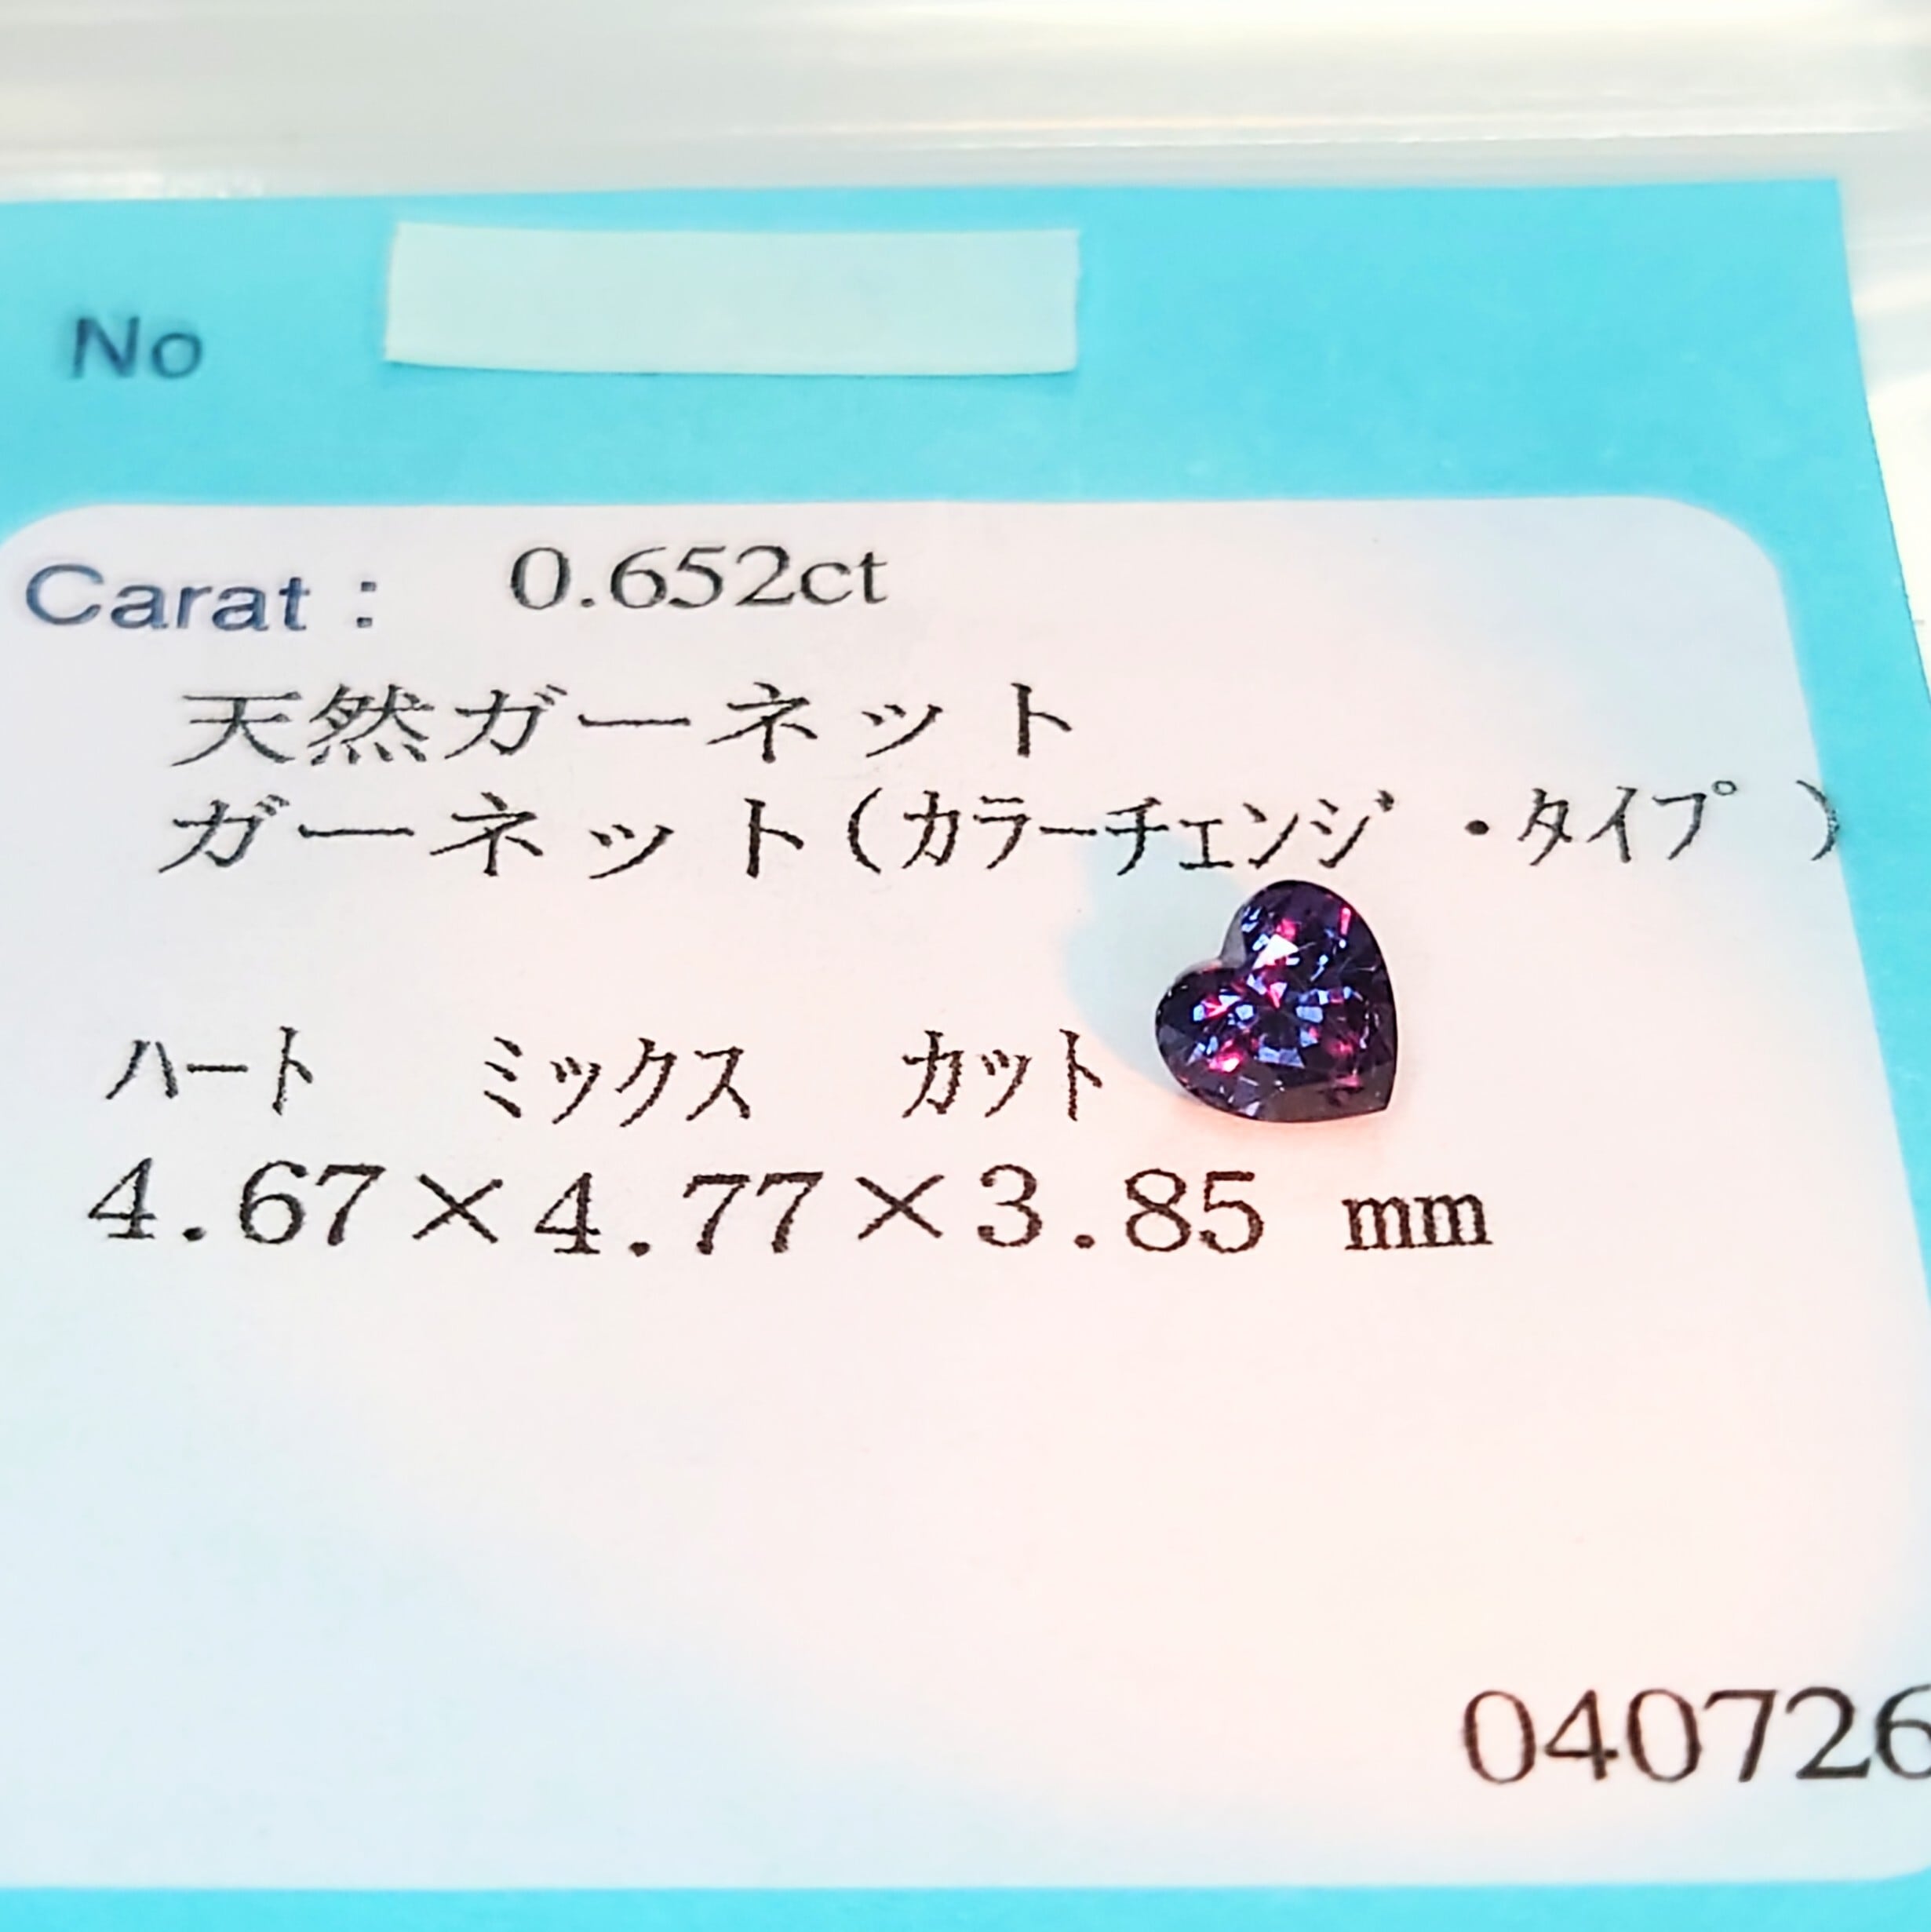 No
Carat : 0.652ct
天然ガーネット
ガーネット(カラーチェンジ・タイプ)
ハート ミックス カット
4.67×4.77×3.85 mm
040726